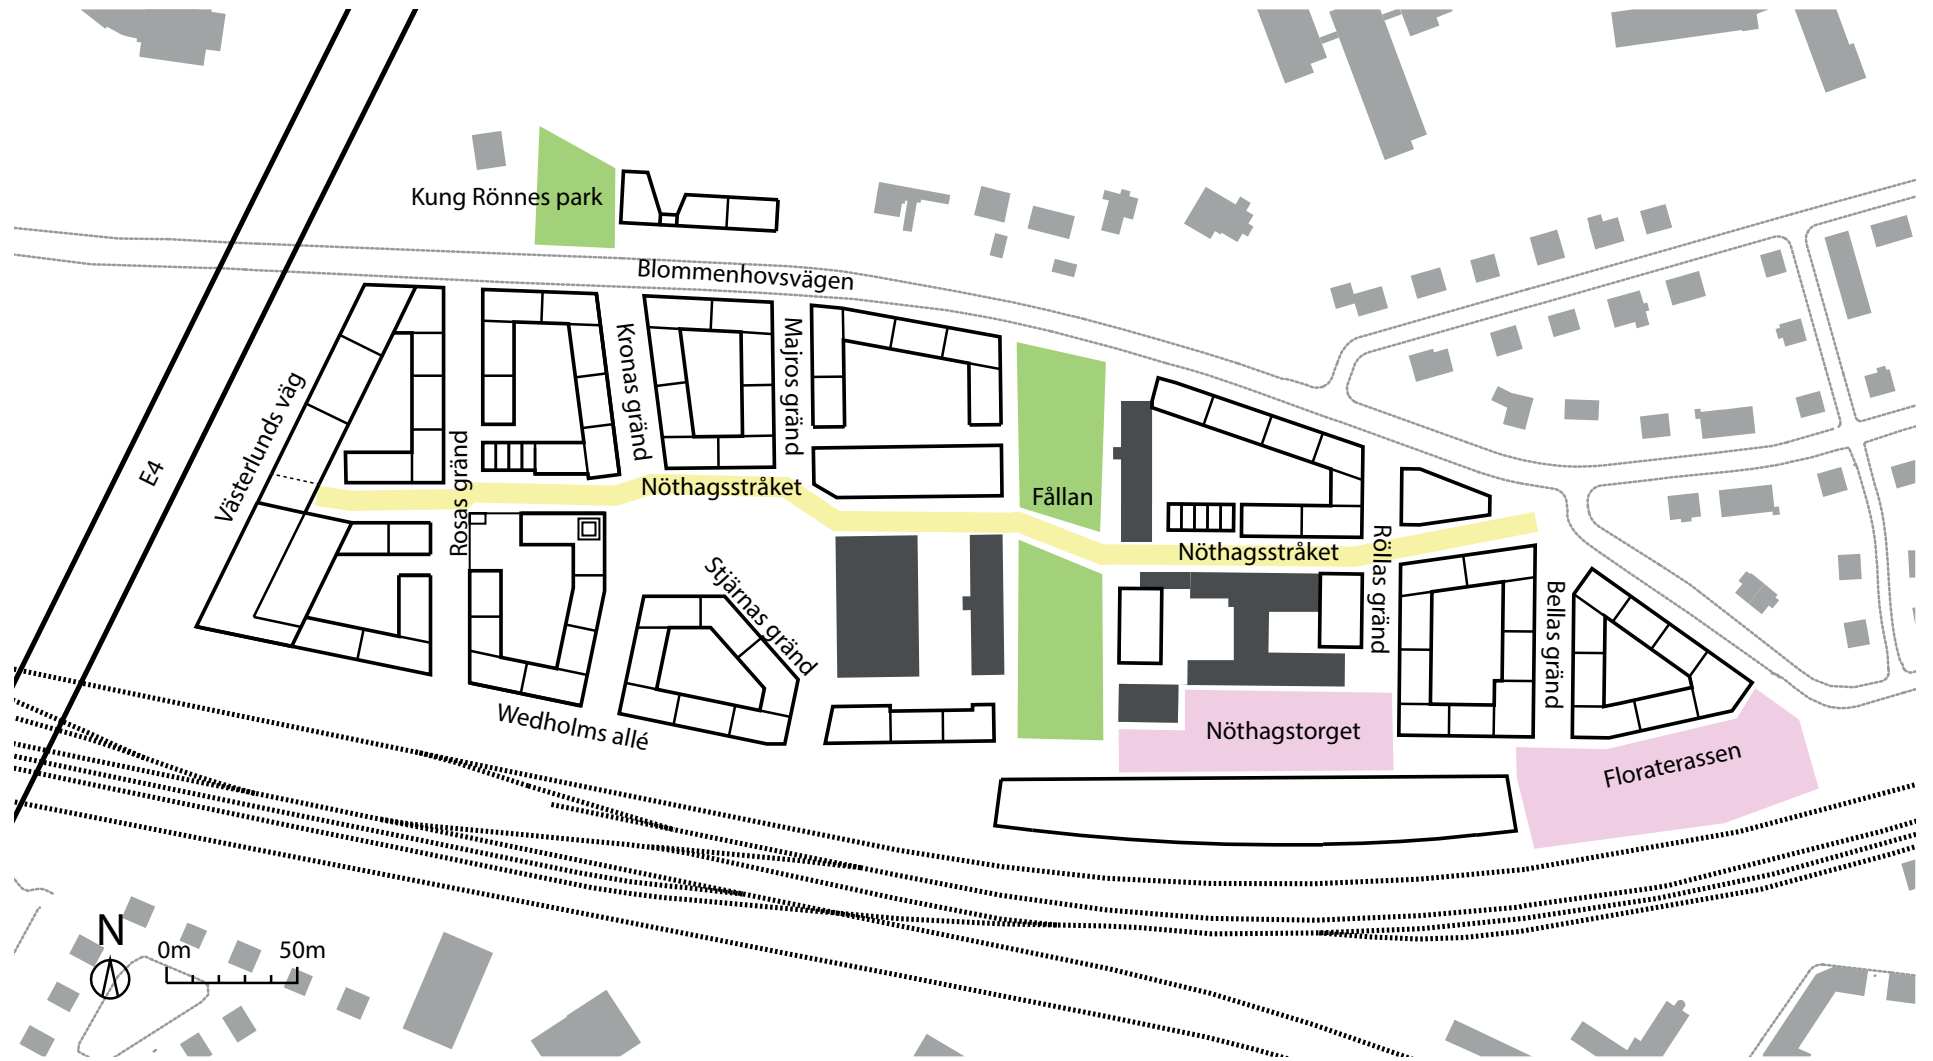 Kung Rönnes park
Blommenhovsvägen
Västerlunds väg
E4
Rosas gränd
Kronas gränd
Majros gränd
Nöthagsstråket
Fållan
Nöthagsstråket
Röllas gränd
Bellas gränd
Stjärnas gränd
Wedholms allé
Nöthagstorget
Floraterassen
N
0m 50m